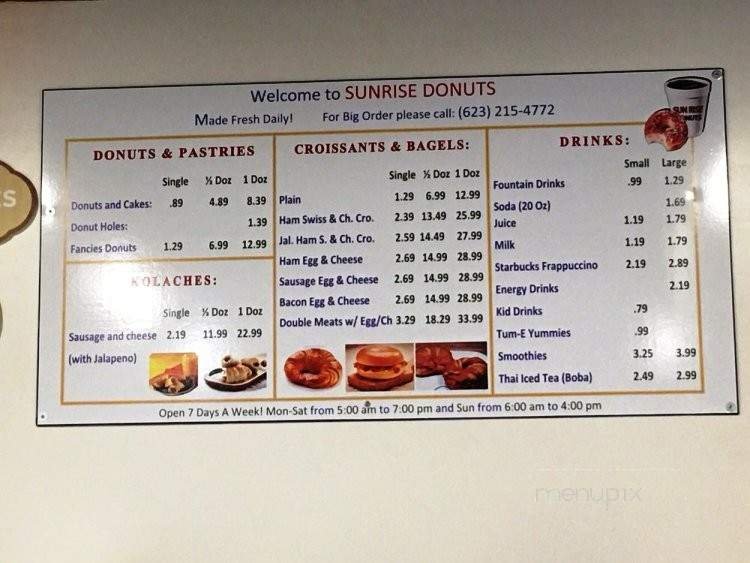 Welcome to SUNRISE DONUTS
Made Fresh Daily! For Big Order please call: (623) 215-4772
DONUTS & PASTRIES
Single ½ Doz 1 Doz
Donuts and Cakes: .89 4.89 8.39
Donut Holes: 1.39
Fancies Donuts 1.29 6.99 12.99
KOLACHES:
Single ½ Doz 1 Doz
Sausage and cheese 2.19 11.99 22.99
(with Jalapeno)
CROISSANTS & BAGELS:
Single ½ Doz 1 Doz
Plain 1.29 6.99 12.99
Ham Swiss & Ch. Cro. 2.39 13.49 25.99
Jal. Ham S. & Ch. Cro. 2.59 14.49 27.99
Ham Egg & Cheese 2.69 14.99 28.99
Sausage Egg & Cheese 2.69 14.99 28.99
Bacon Egg & Cheese 2.69 14.99 28.99
Double Meats w/ Egg/Ch 3.29 18.29 33.99
DRINKS:
Small Large
Fountain Drinks .99 1.29
Soda (20 Oz) 1.69
Juice 1.19 1.79
Milk 1.19 1.79
Starbucks Frappuccino 2.19 2.89
Energy Drinks 2.19
Kid Drinks .79
Tum-E Yummies .99
Smoothies 3.25 3.99
Thai Iced Tea (Boba) 2.49 2.99
SUNRISE
Open 7 Days A Week! Mon-Sat from 5:00 am to 7:00 pm and Sun from 6:00 am to 4:00 pm
menupix